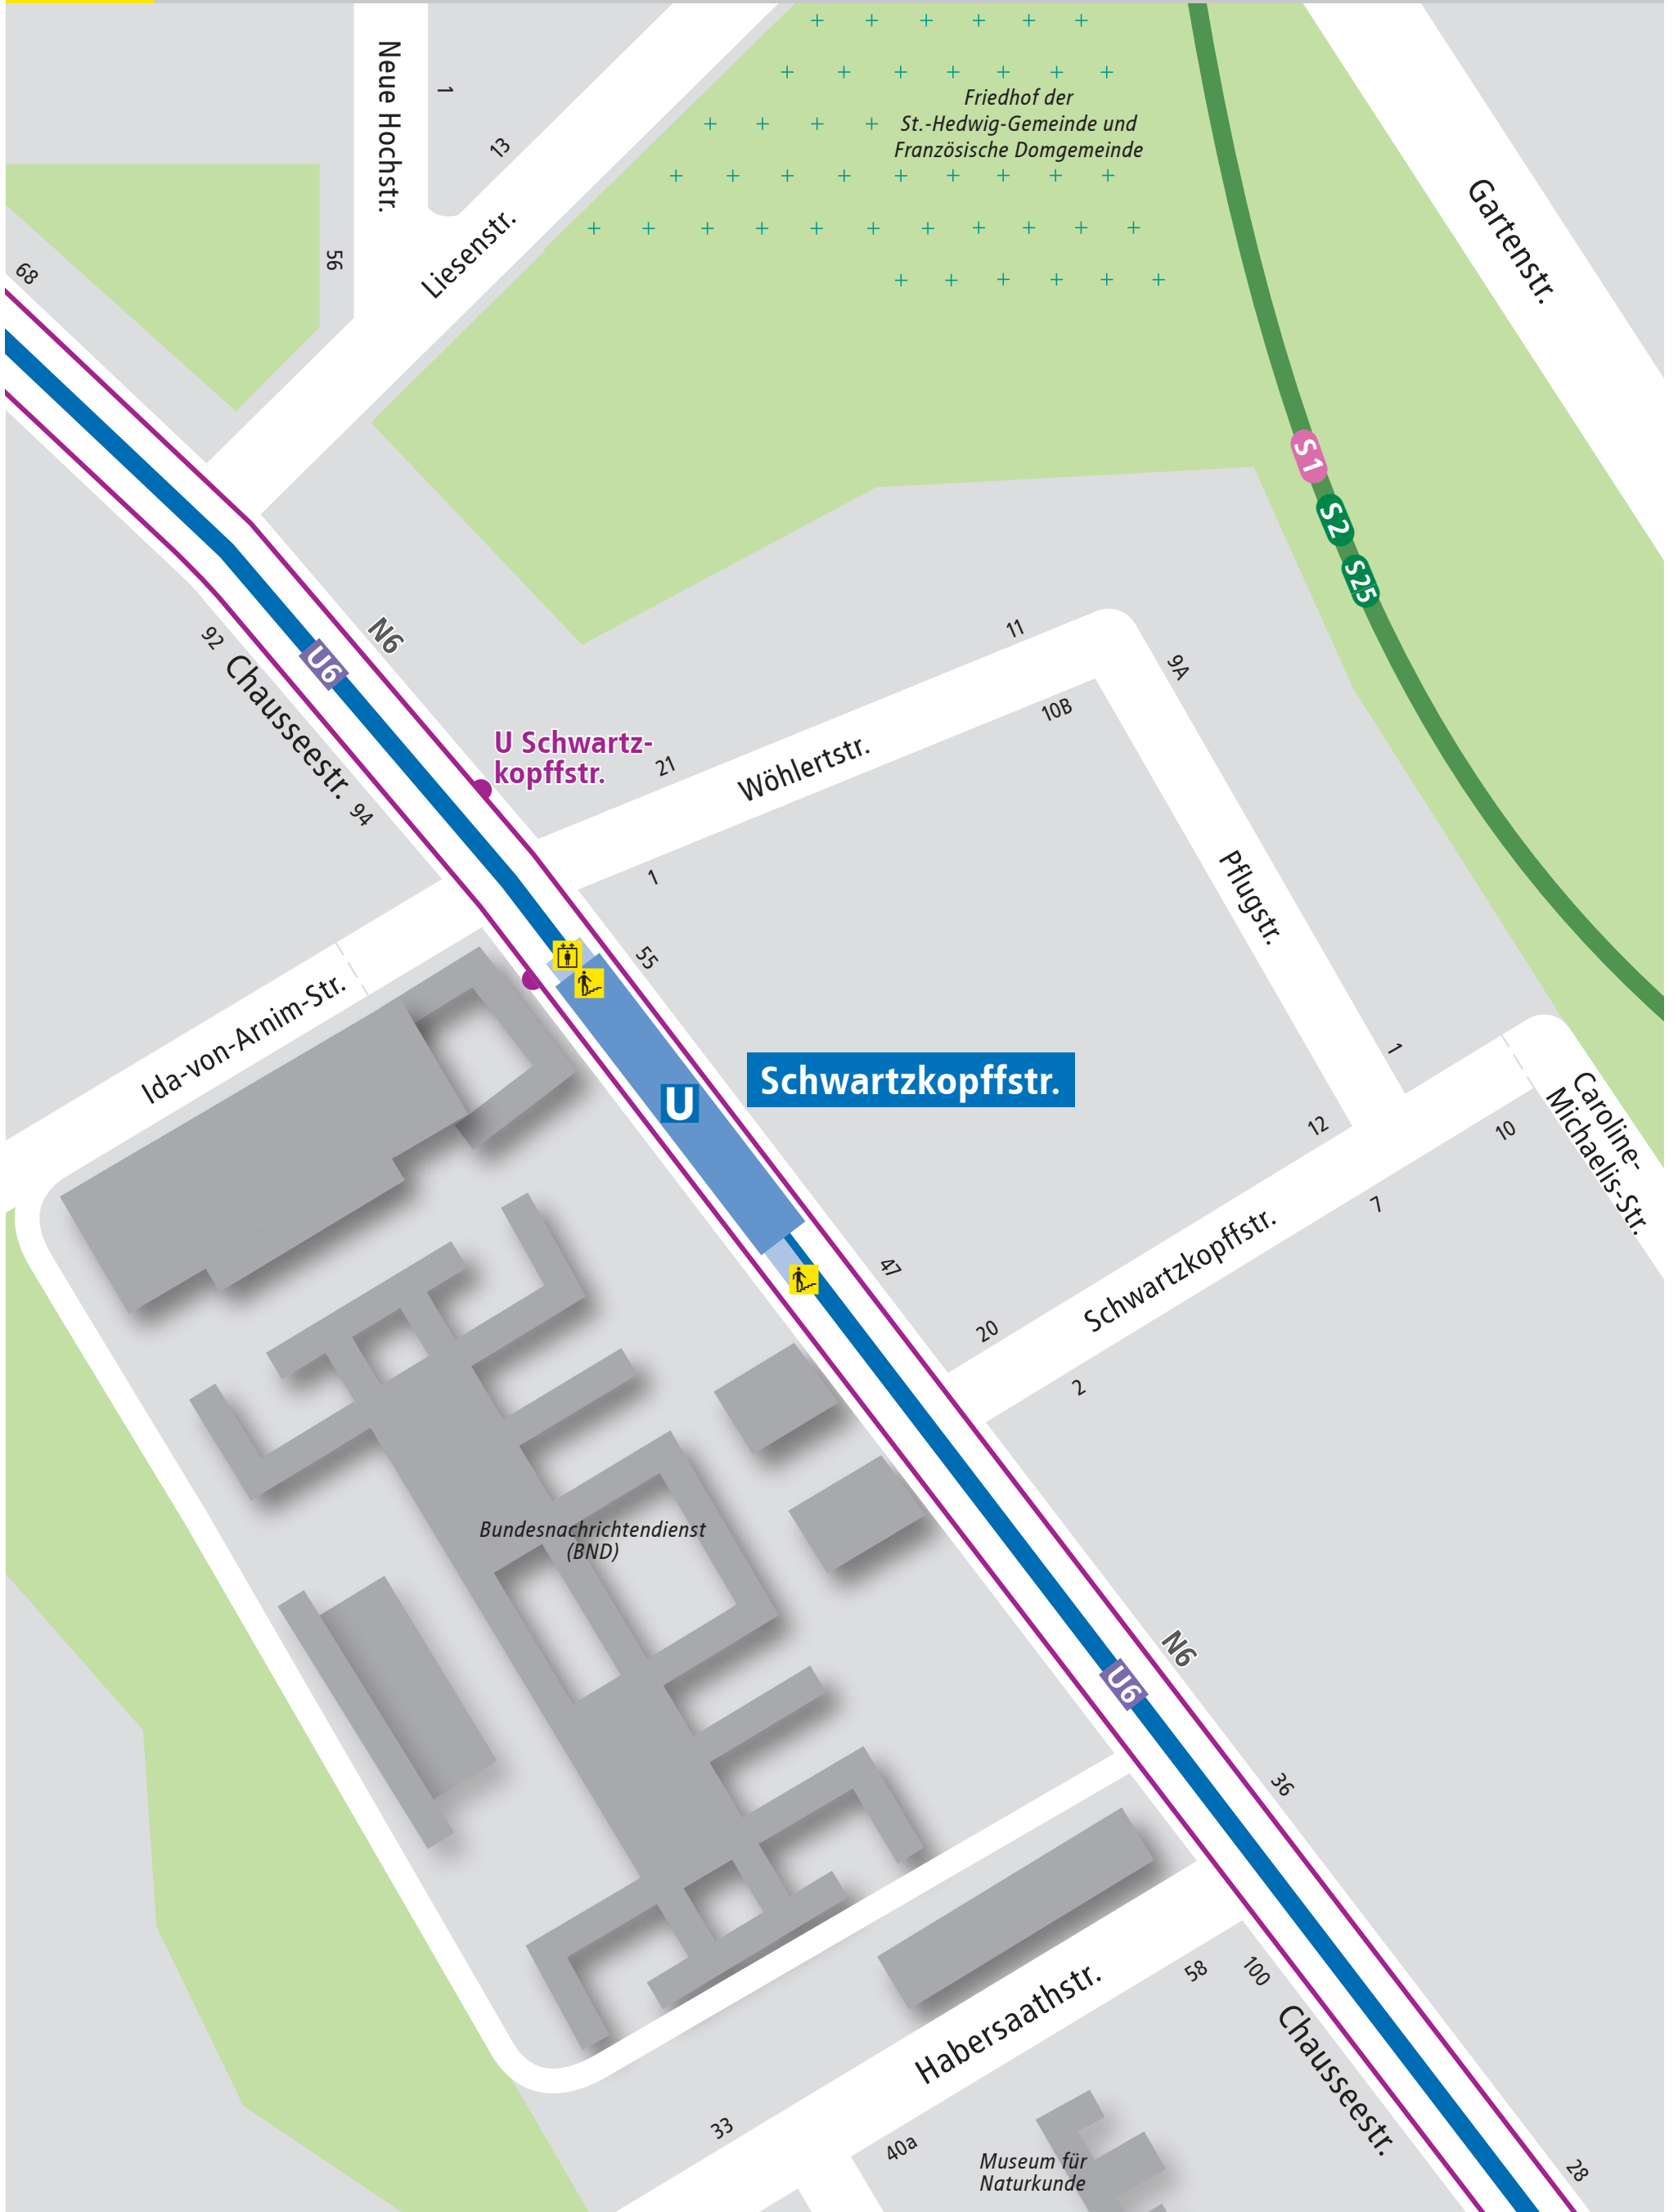 Neue Hochstr.
1
13
Friedhof der
St.-Hedwig-Gemeinde und
Französische Domgemeinde
Gartenstr.
Liesenstr.
56
68
S1
S2
S25
N6
92
U6
Chausseestr.
94
U Schwartz-
kopffstr.
21
Wöhlertstr.
11
10B
9A
1
Pflugstr.
55
Ida-von-Arnim-Str.
Schwartzkopffstr.
U
1
12
10
Caroline-
Michaelis-Str.
7
Schwartzkopffstr.
47
20
2
Bundesnachrichtendienst
(BND)
N6
U6
36
58
100
Habersaathstr.
Chausseestr.
33
40a
Museum für
Naturkunde
28